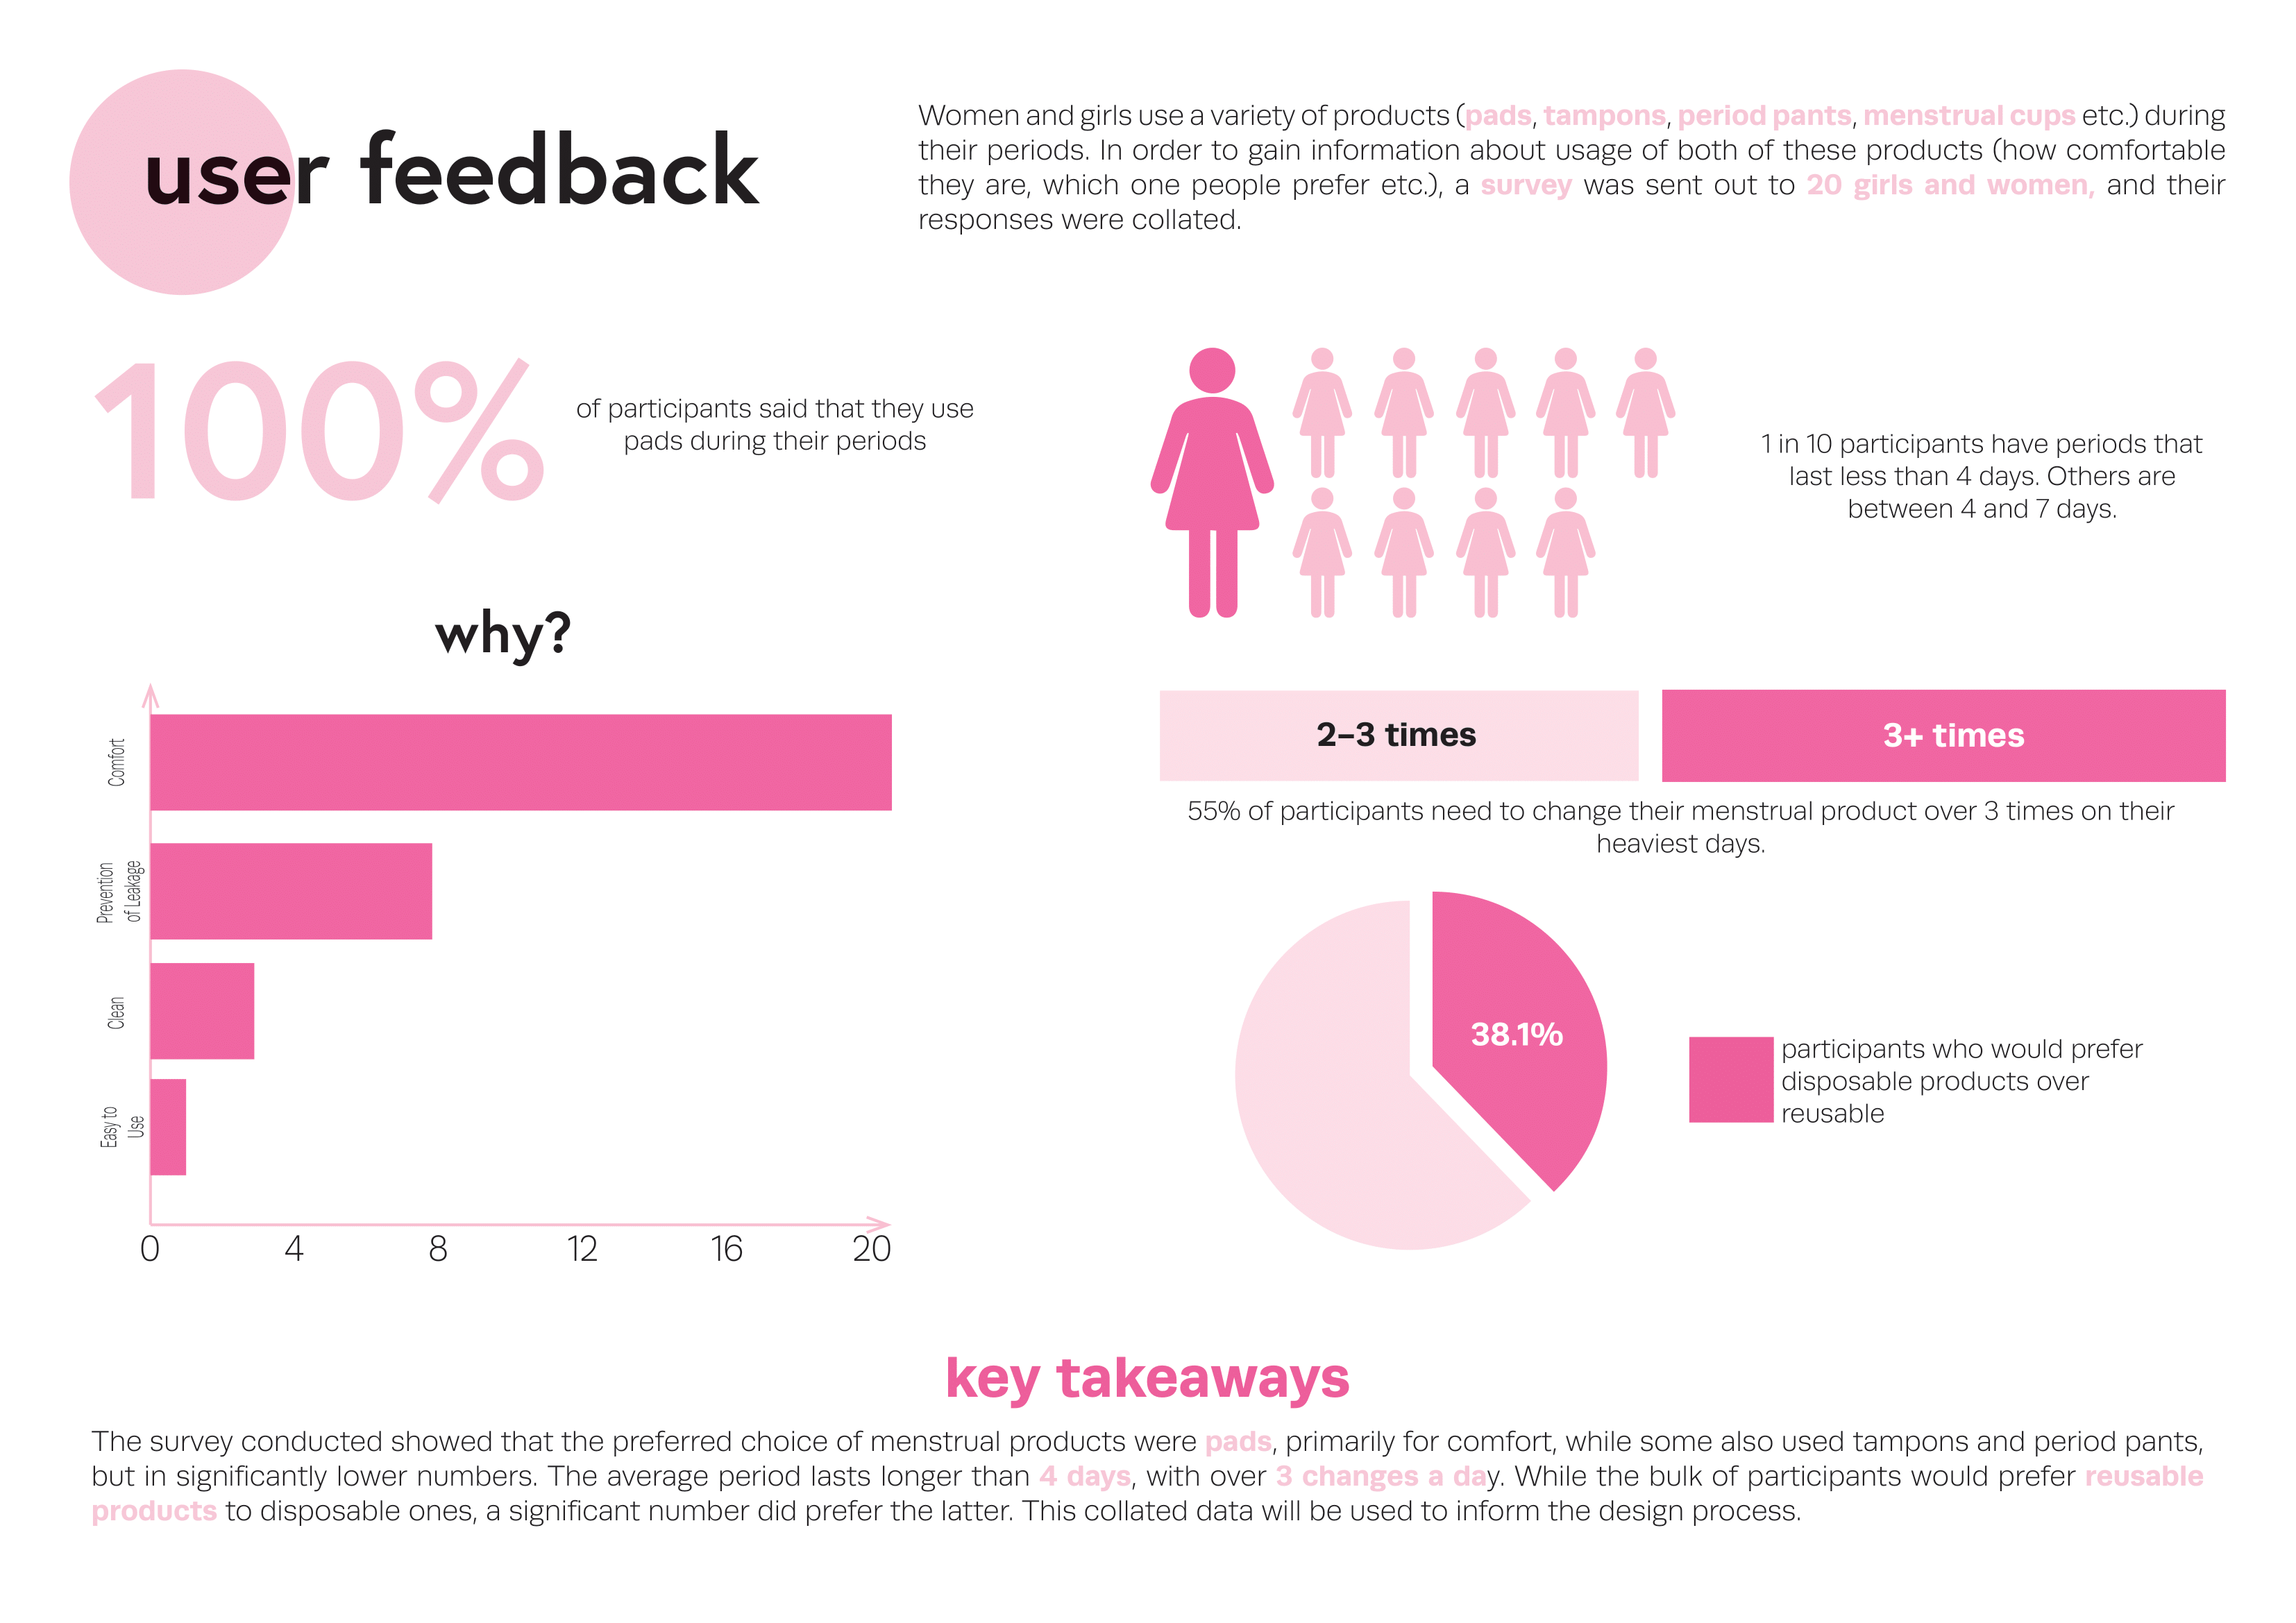 user feedback
Women and girls use a variety of products (pads, tampons, period pants, menstrual cups etc.) during
their periods. In order to gain information about usage of both of these products (how comfortable
they are, which one people prefer etc.), a survey was sent out to 20 girls and women, and their
responses were collated.
100%
of participants said that they use
pads during their periods
1 in 10 participants have periods that
last less than 4 days. Others are
between 4 and 7 days.
why?
Comfort
Prevention
of Leakage
Clean
Easy to
Use
0 4 8 12 16 20
2–3 times
3+ times
55% of participants need to change their menstrual product over 3 times on their
heaviest days.
38.1%
participants who would prefer
disposable products over
reusable
key takeaways
The survey conducted showed that the preferred choice of menstrual products were pads, primarily for comfort, while some also used tampons and period pants,
but in significantly lower numbers. The average period lasts longer than 4 days, with over 3 changes a day. While the bulk of participants would prefer reusable
products to disposable ones, a significant number did prefer the latter. This collated data will be used to inform the design process.